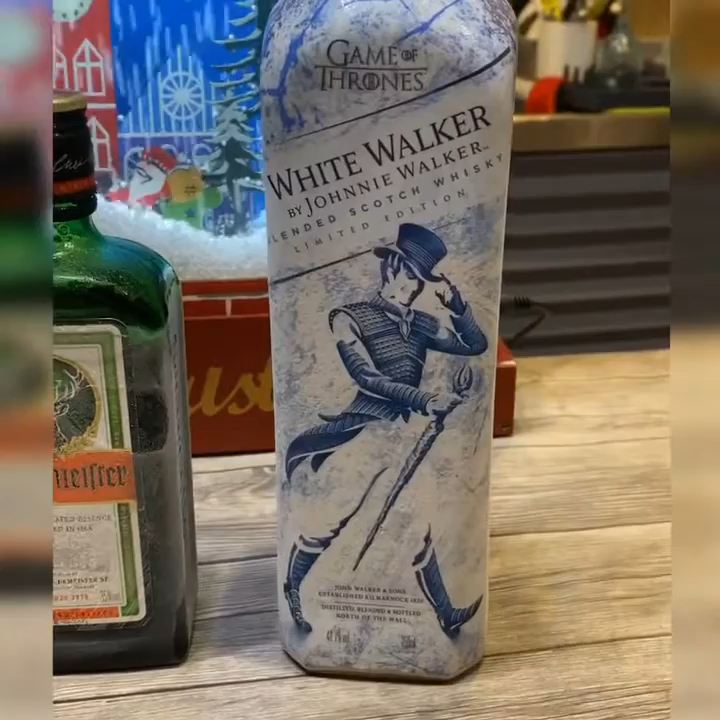 GAME OF
THRONES
WHITE WALKER
BY JOHNNIE WALKER
BLENDED SCOTCH WHISKY
LIMITED EDITION
JOHN WALKER & SONS
ESTABLISHED KILMARNOCK 1820
DISTILLED, BLENDED & BOTTLED
NORTH OF THE WALL
meister